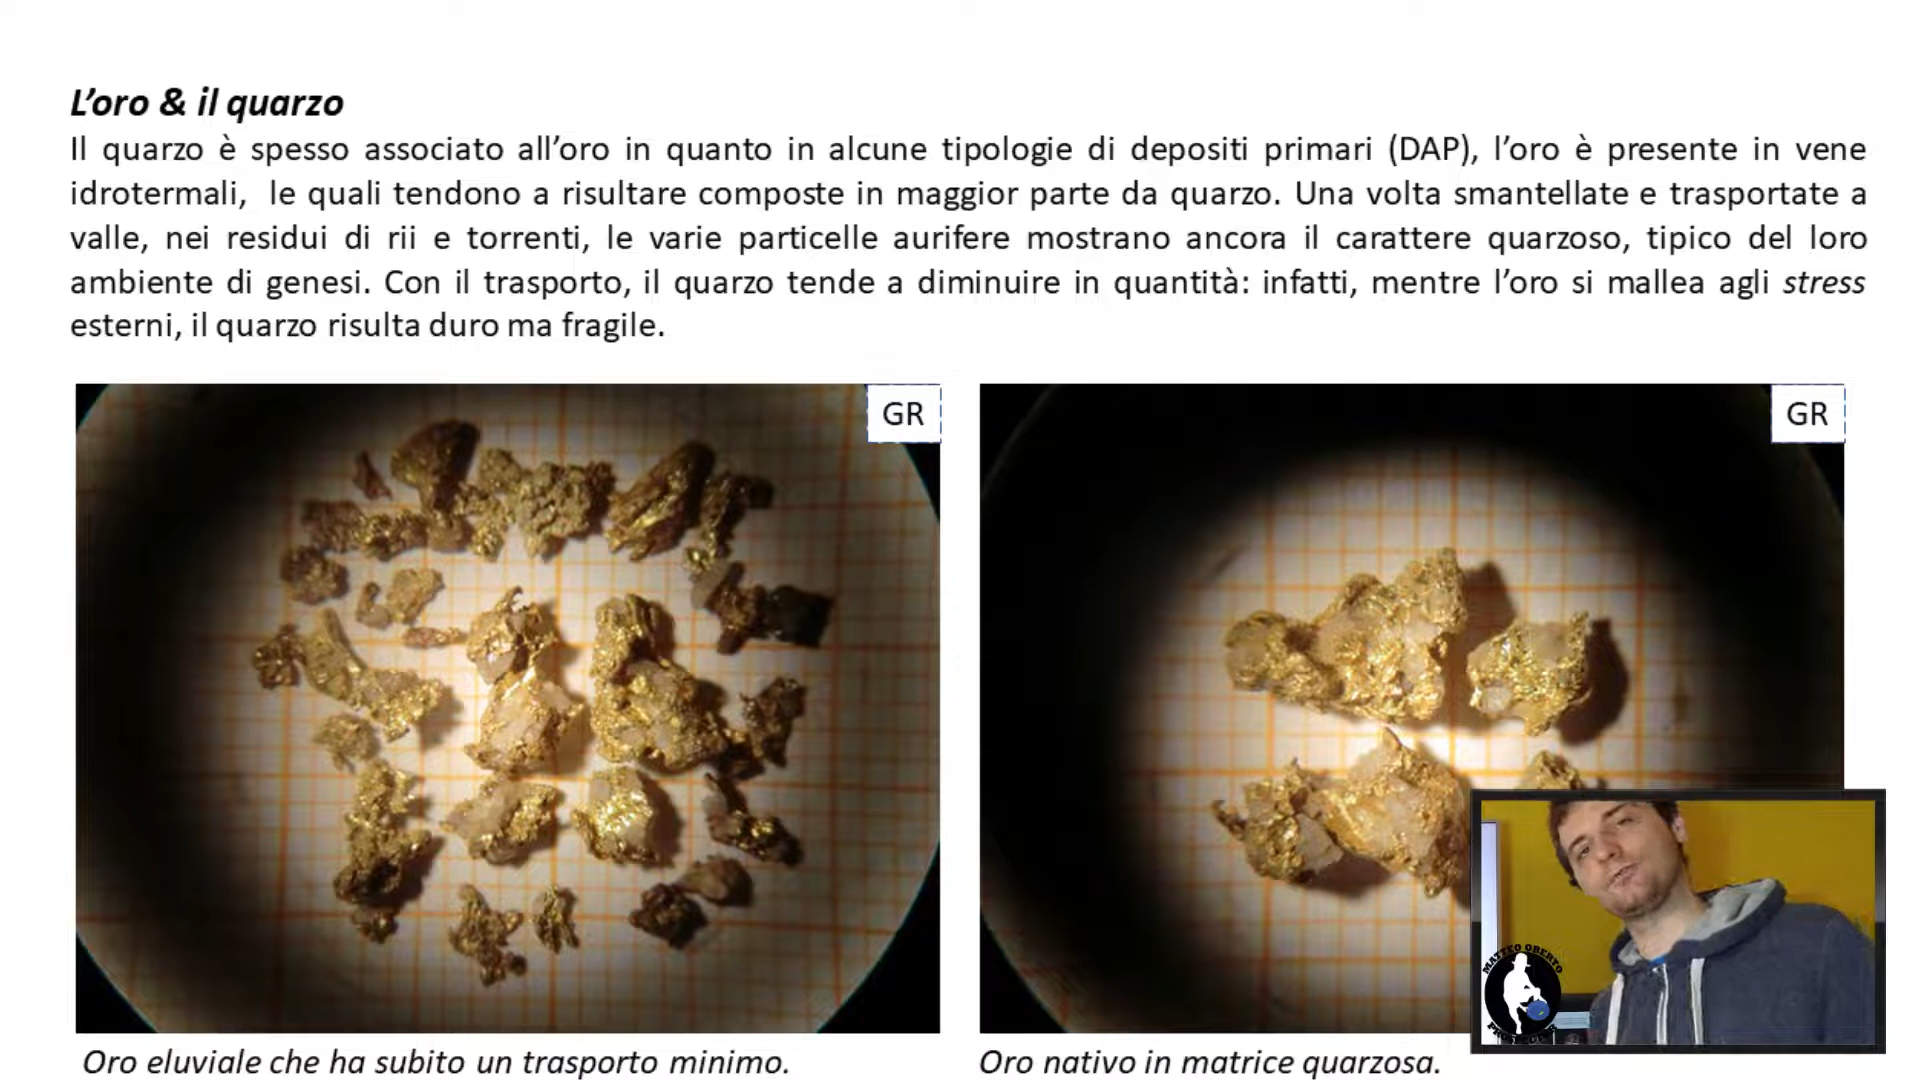 L’oro & il quarzo
Il quarzo è spesso associato all’oro in quanto in alcune tipologie di depositi primari (DAP), l’oro è presente in vene
idrotermali, le quali tendono a risultare composte in maggior parte da quarzo. Una volta smantellate e trasportate a
valle, nei residui di rii e torrenti, le varie particelle aurifere mostrano ancora il carattere quarzoso, tipico del loro
ambiente di genesi. Con il trasporto, il quarzo tende a diminuire in quantità: infatti, mentre l’oro si mallea agli stress
esterni, il quarzo risulta duro ma fragile.
GR
GR
MATTEO OBERTO
PROSPECTOR
Oro eluviale che ha subito un trasporto minimo.
Oro nativo in matrice quarzosa.